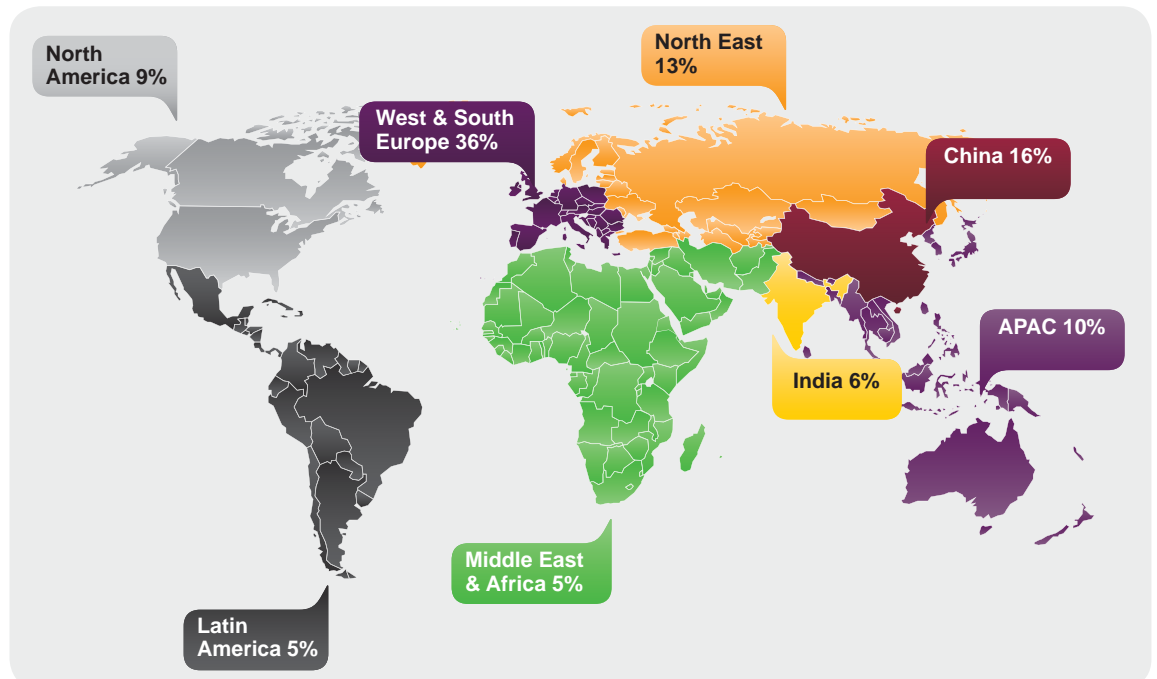 North
America 9%
North East
13%
West & South
Europe 36%
China 16%
APAC 10%
India 6%
Middle East
& Africa 5%
Latin
America 5%